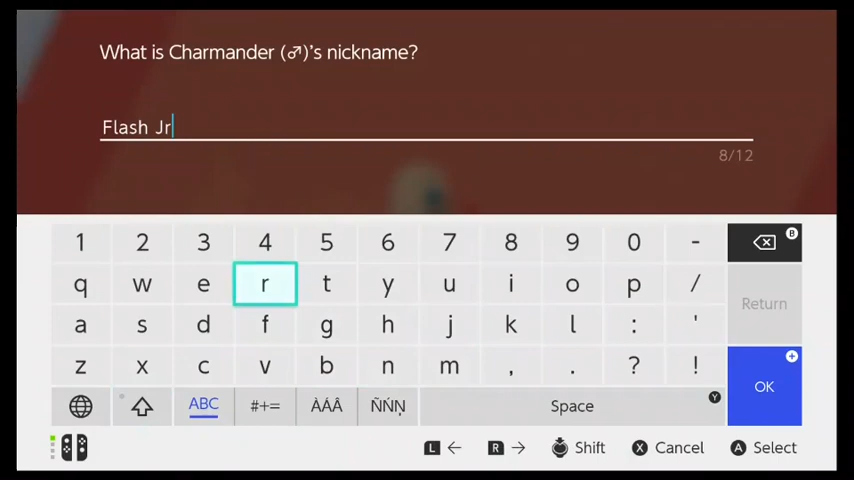 What is Charmander (♂)'s nickname?
Flash Jr
8/12
1 2 3 4 5 6 7 8 9 0 - B
q w e r t y u i o p /
Return
a s d f g h j k l : '
z x c v b n m , . ? ! +
OK
ABC #+= ÀÁÂ ÑŃŅ Space Y
L ← R → Shift X Cancel A Select